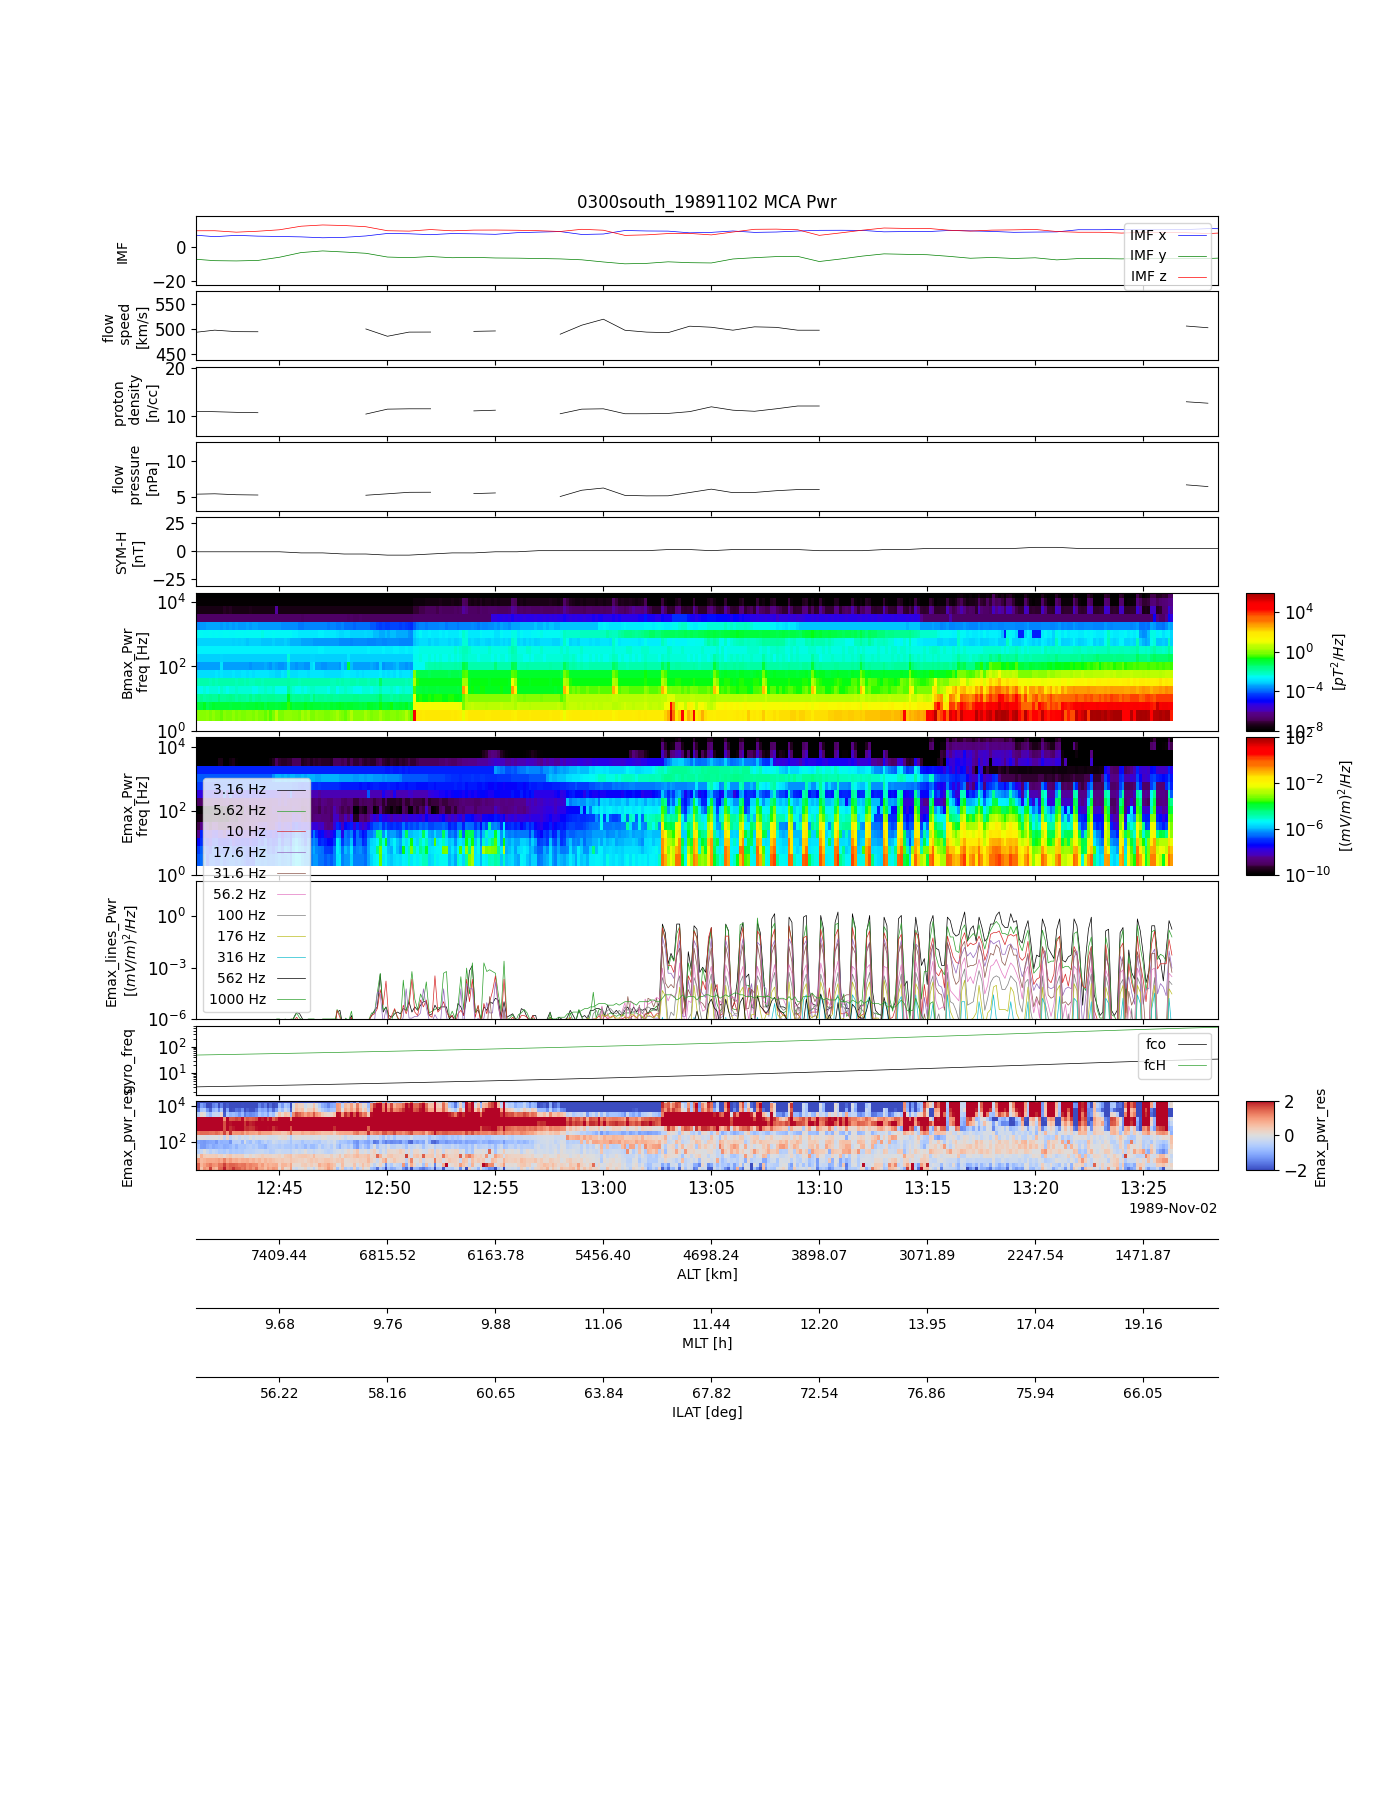 0300south_19891102 MCA Pwr
IMF
0
−20
IMF x
IMF y
IMF z
flow
speed
[km/s]
550
500
450
proton
density
[n/cc]
20
10
flow
pressure
[nPa]
10
5
SYM-H
[nT]
25
0
−25
Bmax_Pwr
freq [Hz]
10^4
10^2
10^0
10^4
10^0
10^−4
10^−8
[pT^2/Hz]
Emax_Pwr
freq [Hz]
10^4
10^2
10^0
10^2
10^−2
10^−6
10^−10
[(mV/m)^2/Hz]
3.16 Hz
5.62 Hz
10 Hz
17.6 Hz
31.6 Hz
56.2 Hz
100 Hz
176 Hz
316 Hz
562 Hz
1000 Hz
Emax_lines_Pwr
[(mV/m)^2/Hz]
10^0
10^−3
10^−6
gyro_freq
10^2
10^1
fco
fcH
Emax_pwr_res
10^4
10^2
2
0
−2
Emax_pwr_res
12:45 12:50 12:55 13:00 13:05 13:10 13:15 13:20 13:25
1989-Nov-02
7409.44 6815.52 6163.78 5456.40 4698.24 3898.07 3071.89 2247.54 1471.87
ALT [km]
9.68 9.76 9.88 11.06 11.44 12.20 13.95 17.04 19.16
MLT [h]
56.22 58.16 60.65 63.84 67.82 72.54 76.86 75.94 66.05
ILAT [deg]